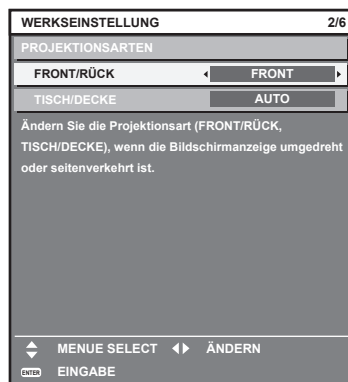 WERKSEINSTELLUNG 2/6
PROJEKTIONSARTEN
FRONT/RÜCK FRONT
TISCH/DECKE AUTO
Ändern Sie die Projektionsart (FRONT/RÜCK,
TISCH/DECKE), wenn die Bildschirmanzeige umgedreht
oder seitenverkehrt ist.
MENUE SELECT ÄNDERN
ENTER EINGABE